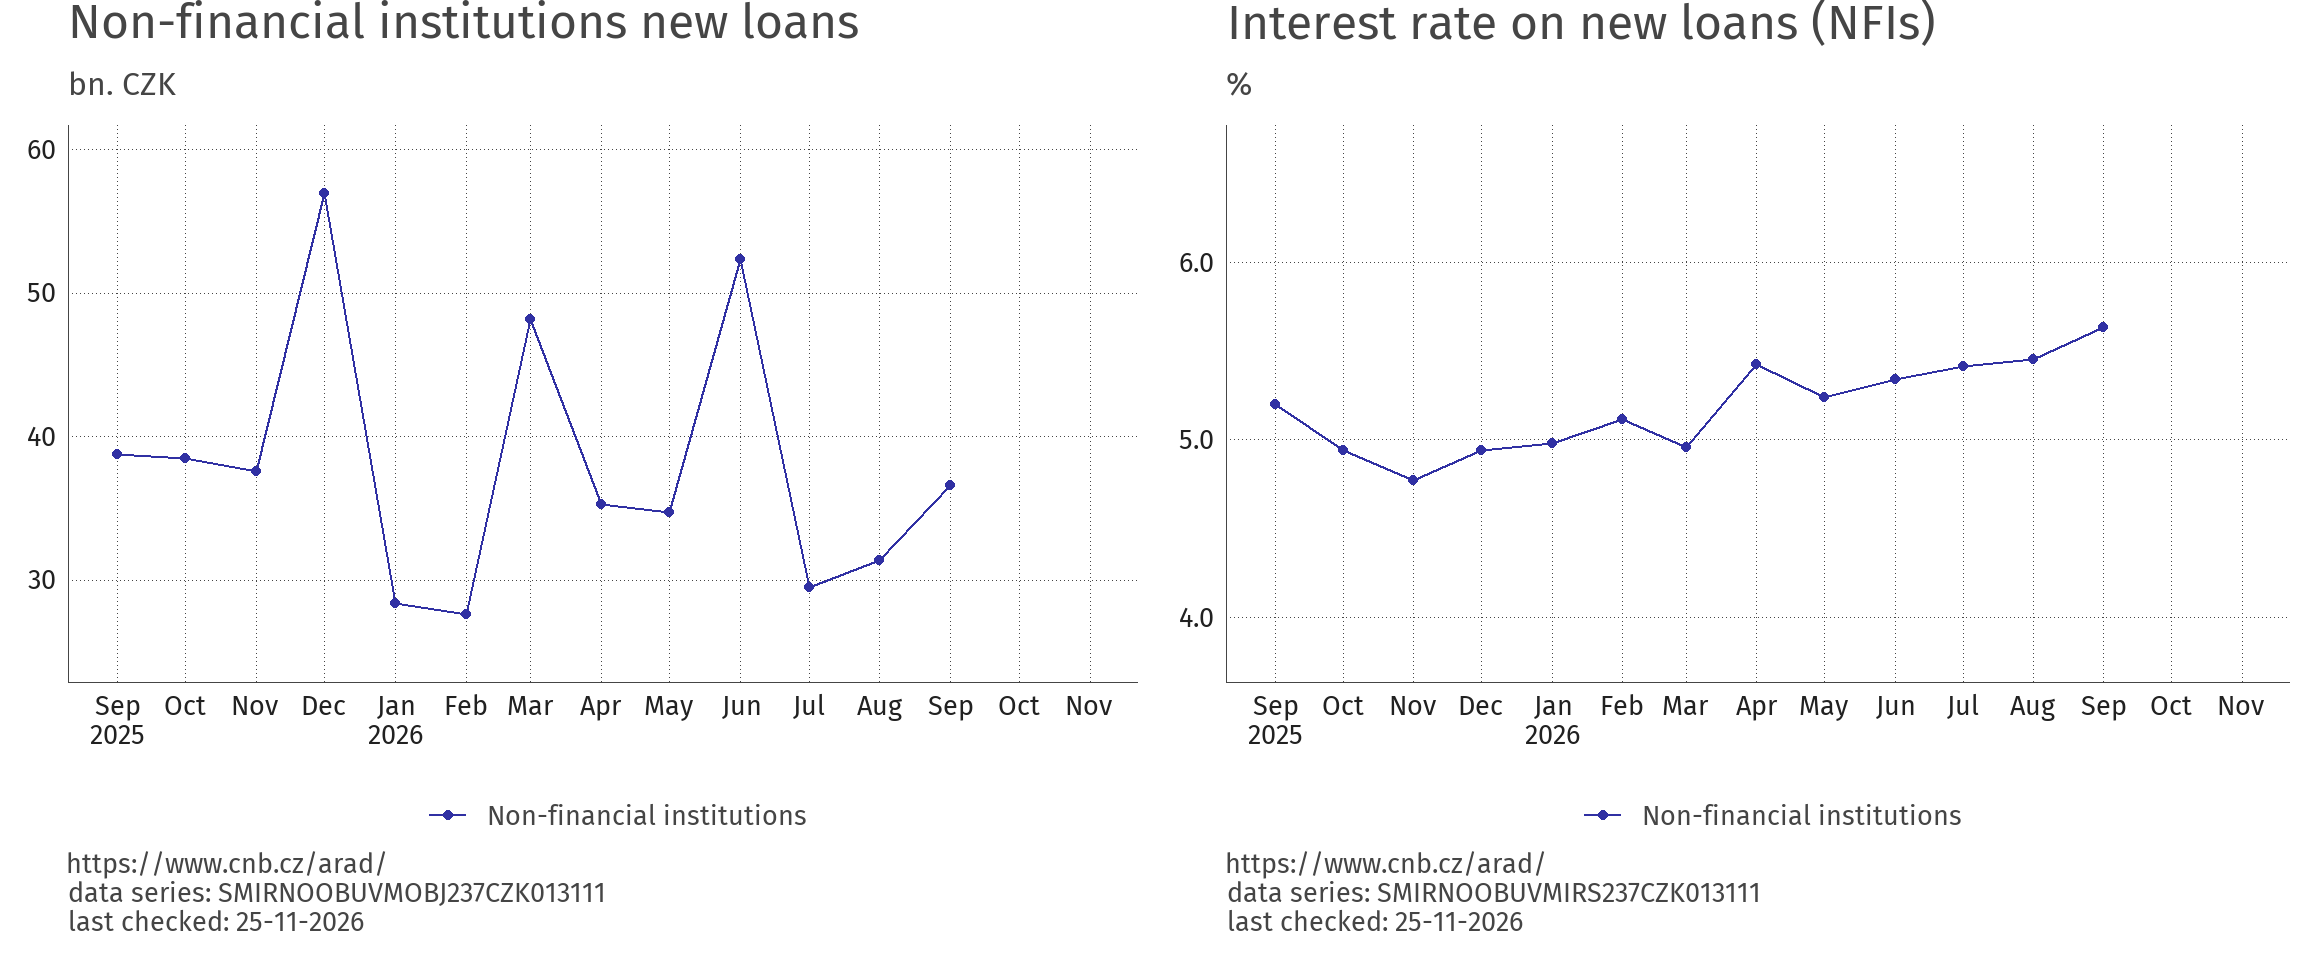 Non-financial institutions new loans
bn. CZK
60
50
40
30
Sep Oct Nov Dec Jan Feb Mar Apr May Jun Jul Aug Sep Oct Nov
2025 2026
Non-financial institutions
https://www.cnb.cz/arad/
data series: SMIRNOOBUVMOBJ237CZK013111
last checked: 25-11-2026
Interest rate on new loans (NFIs)
%
6.0
5.0
4.0
Sep Oct Nov Dec Jan Feb Mar Apr May Jun Jul Aug Sep Oct Nov
2025 2026
Non-financial institutions
https://www.cnb.cz/arad/
data series: SMIRNOOBUVMIRS237CZK013111
last checked: 25-11-2026